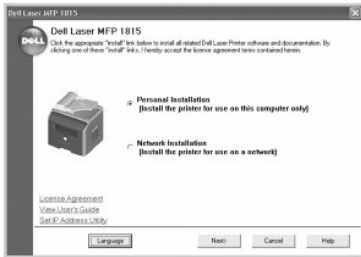 Dell Laser MFP 1815
DELL
Dell Laser MFP 1815
Click the appropriate "install" link below to install all related Dell Laser Printer software and documentation. By
clicking one of these "install" links, I hereby accept the license agreement terms contained herein.
Personal Installation
(Install the printer for use on this computer only)
Network Installation
(Install the printer for use on a network)
License Agreement
View User's Guide
Set IP Address Utility
Language
Next>
Cancel
Help